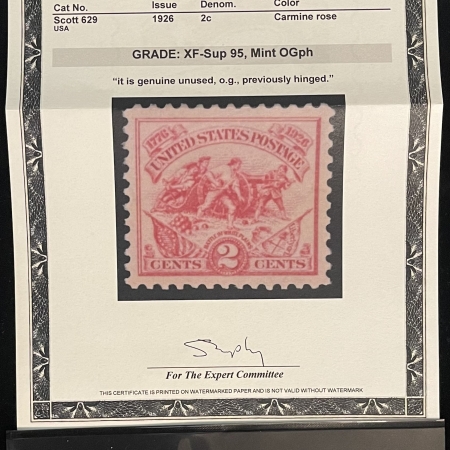 Cat No. Issue Denom. Color
Scott 629 1926 2c Carmine rose
USA
GRADE: XF-Sup 95, Mint OGph
“it is genuine unused, o.g., previously hinged.”
1776 1926
UNITED STATES POSTAGE
2
CENTS CENTS
For The Expert Committee
THIS CERTIFICATE IS PRINTED ON WATERMARKED PAPER AND IS NOT VALID WITHOUT WATERMARK